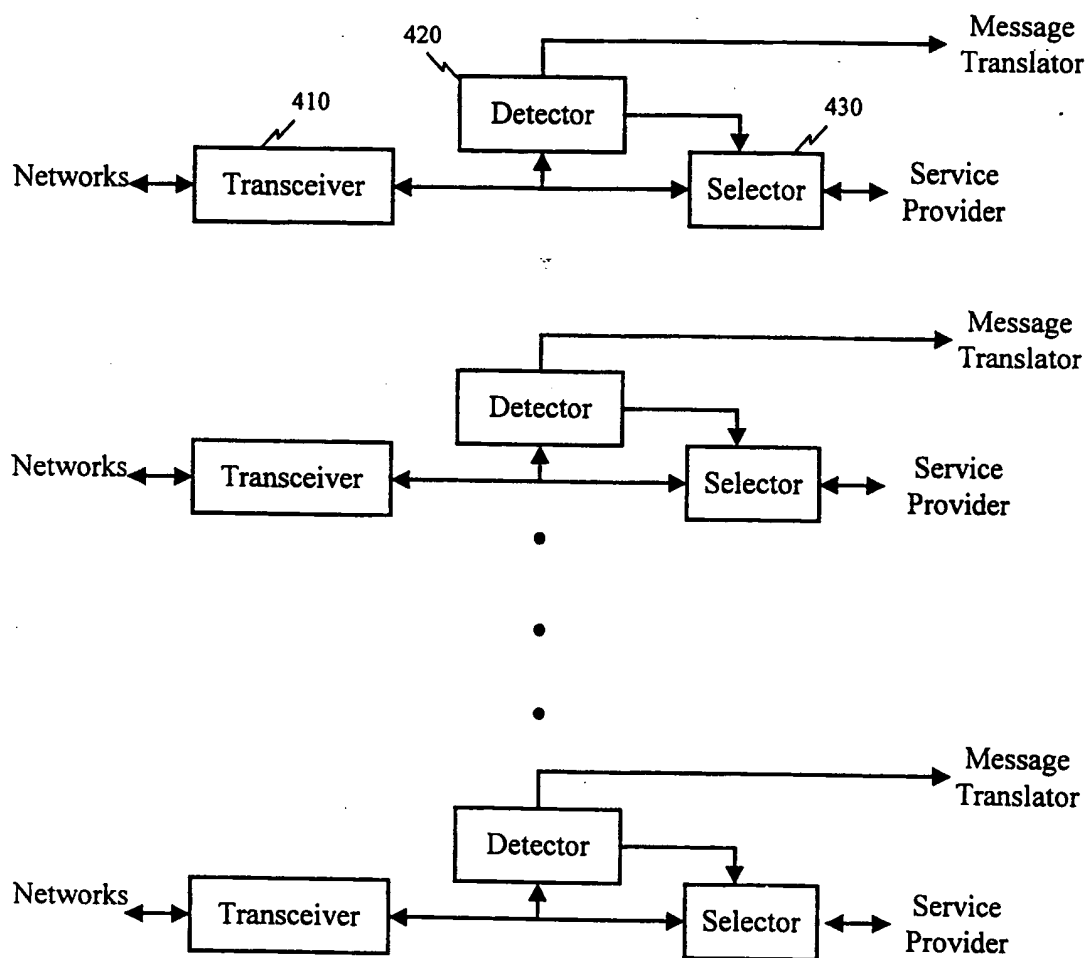 420
Message
Translator
410
Detector
430
Networks
Transceiver
Selector
Service
Provider
Message
Translator
Detector
Networks
Transceiver
Selector
Service
Provider
Message
Translator
Detector
Networks
Transceiver
Selector
Service
Provider